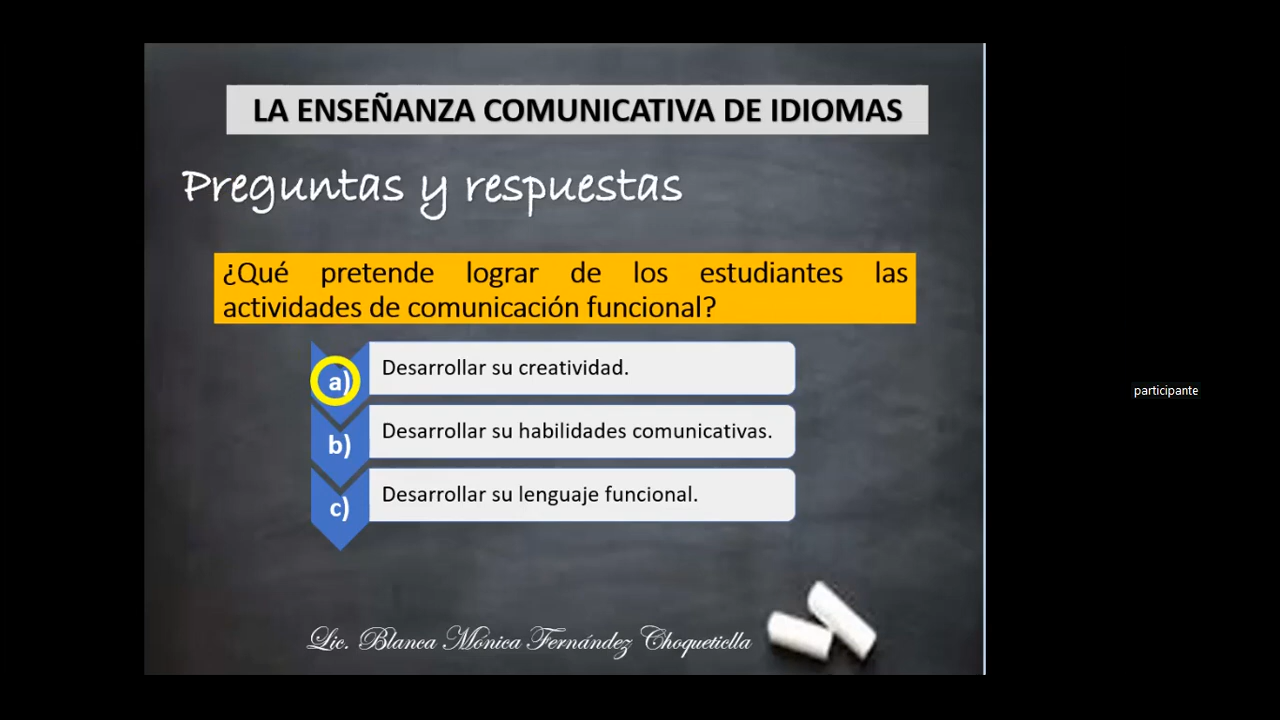 LA ENSEÑANZA COMUNICATIVA DE IDIOMAS
Preguntas y respuestas
¿Qué pretende lograr de los estudiantes las
actividades de comunicación funcional?
a) Desarrollar su creatividad.
b) Desarrollar su habilidades comunicativas.
c) Desarrollar su lenguaje funcional.
participante
Lic. Blanca Mónica Fernández Choqueticlla